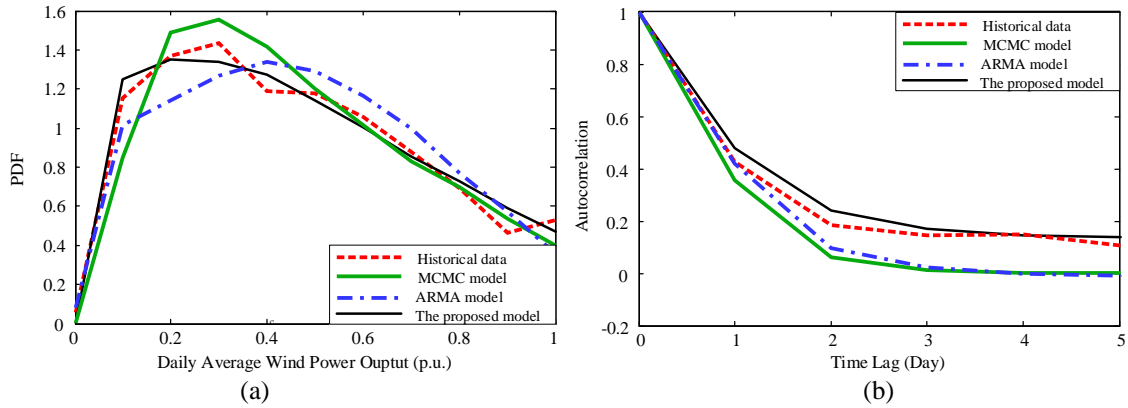 1.6
1.4
1.2
1
0.8
0.6
0.4
0.2
0
PDF
Historical data
MCMC model
ARMA model
The proposed model
0 0.2 0.4 0.6 0.8 1
Daily Average Wind Power Ouptut (p.u.)
(a)
1
0.8
0.6
0.4
0.2
0
-0.2
Autocorrelation
Historical data
MCMC model
ARMA model
The proposed model
0 1 2 3 4 5
Time Lag (Day)
(b)